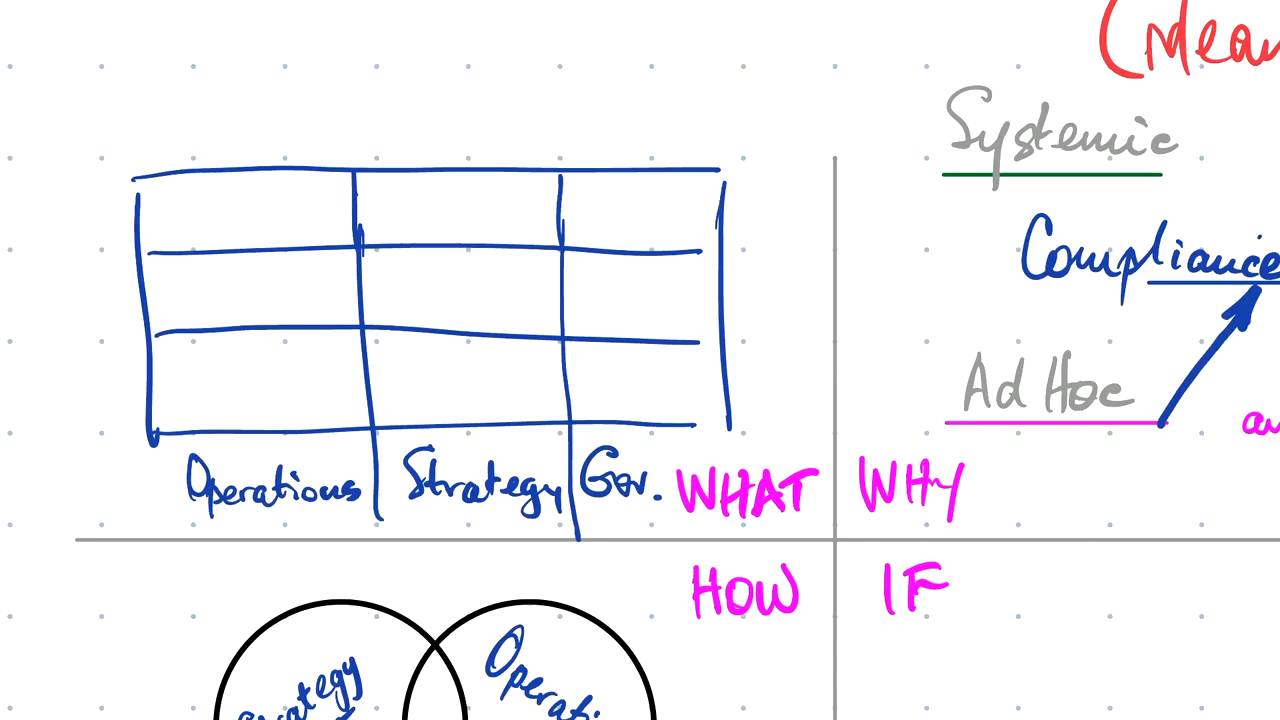 Systemic
Compliance
Ad Hoc
Operations Strategy Gov.
WHAT WHY
HOW IF